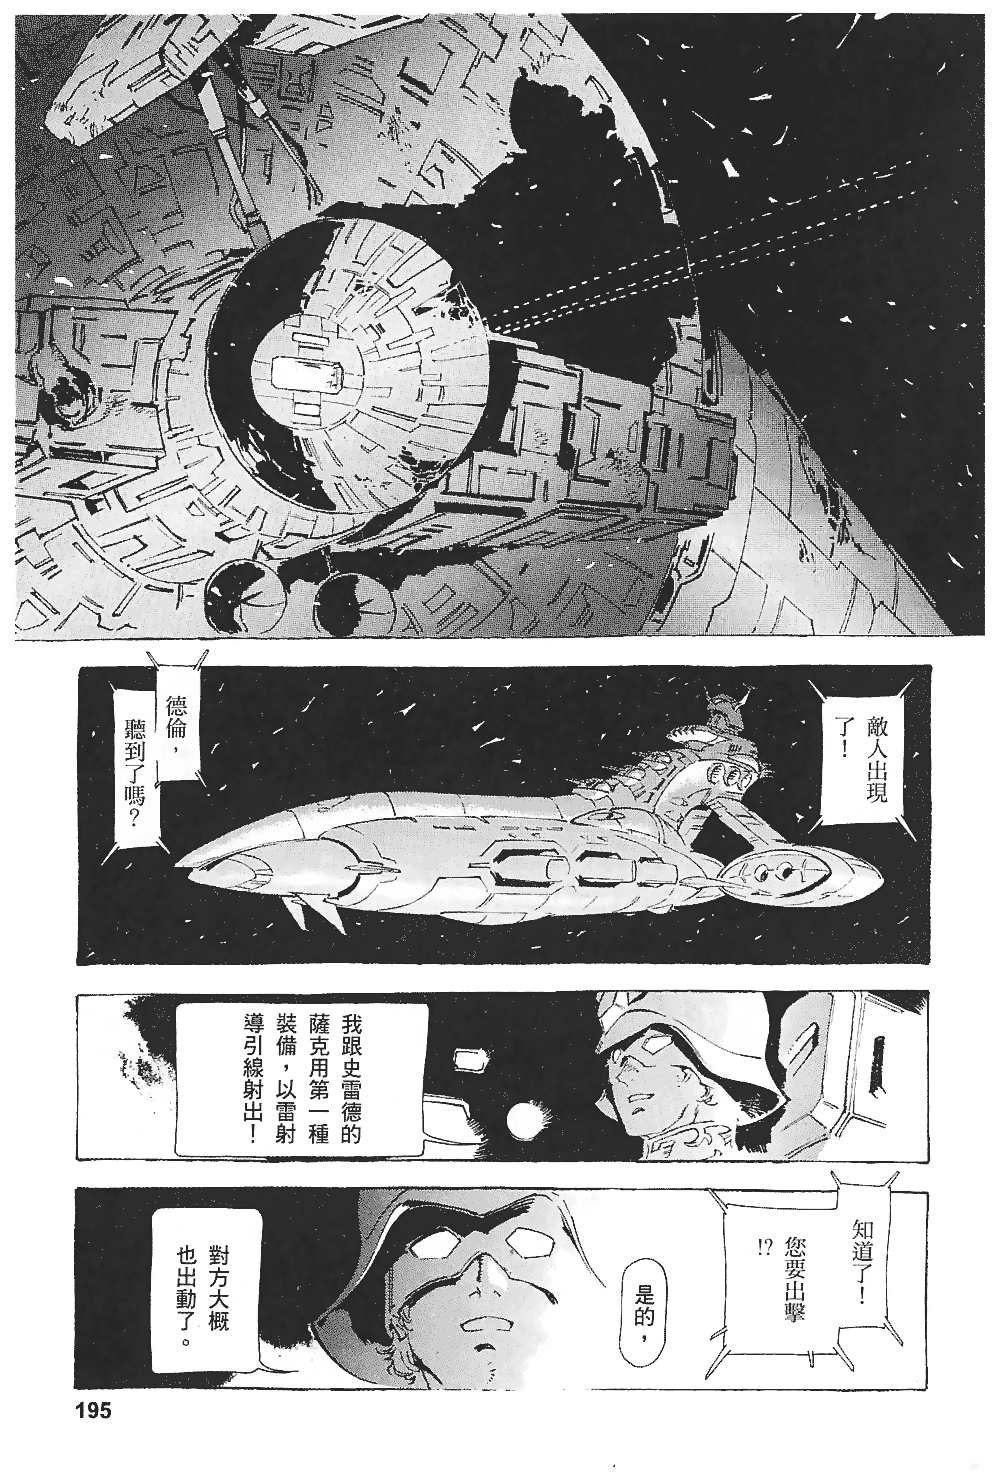 敵人出現
了！
德倫，
聽到了嗎？
我跟史雷德的
薩克用第一種
裝備，以雷射
導引線射出！
知道了！
您要出擊
!?
是的，
對方大概
也出動了。
195